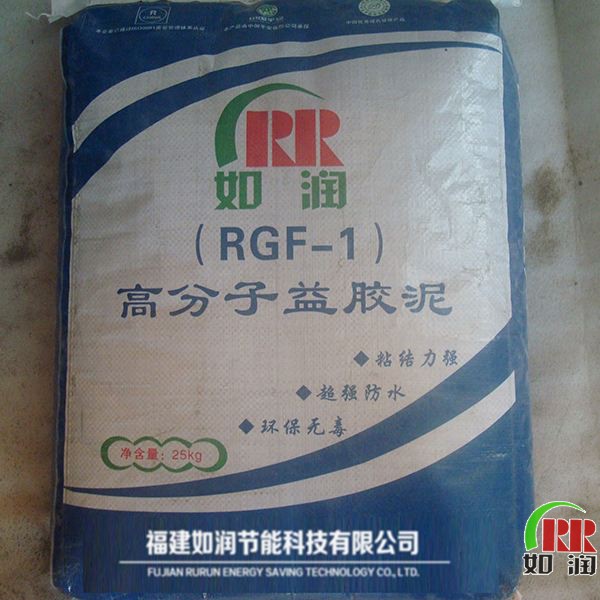 RR
如润
（RGF-1）
高分子益胶泥
◆粘结力强
◆超强防水
◆环保无毒
净含量：25kg
福建如润节能科技有限公司
FUJIAN RURUN ENERGY SAVING TECHNOLOGY CO., LTD.
RR
如润